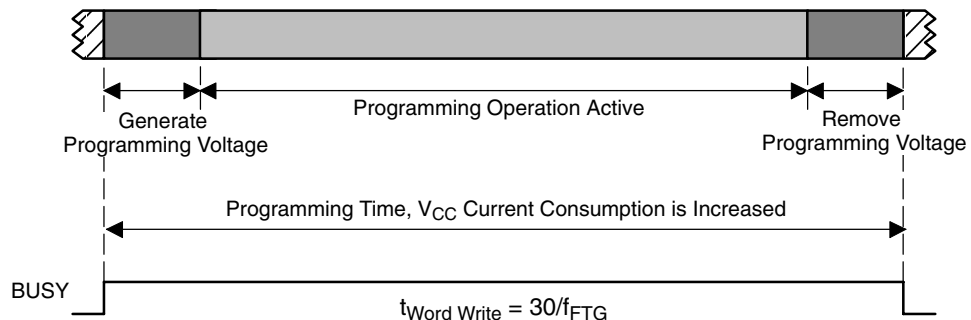 Programming Operation Active
Generate
Programming Voltage
Remove
Programming Voltage
Programming Time, VCC Current Consumption is Increased
BUSY
tWord Write = 30/fFTG